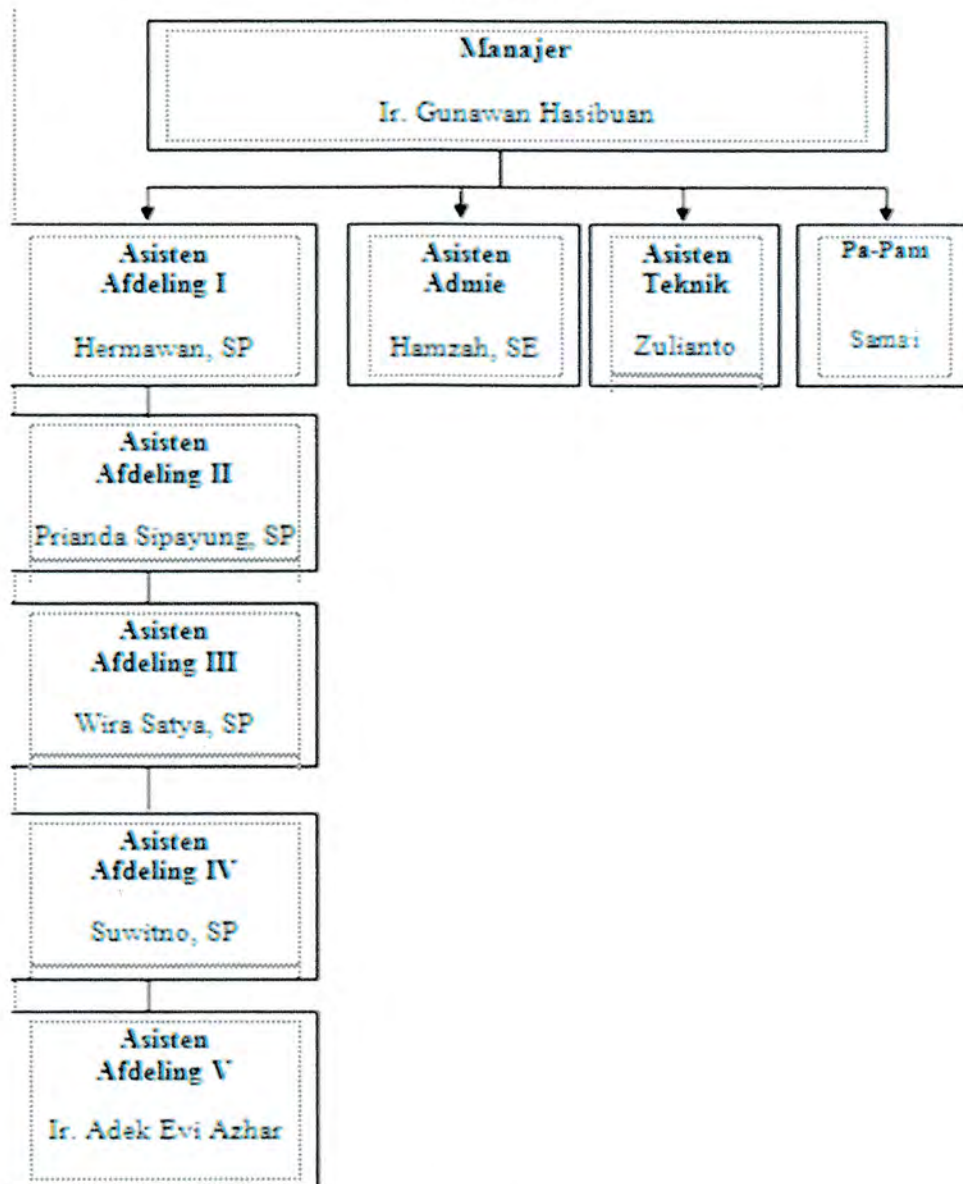 Manajer
Ir. Gunawan Hasibuan
Asisten
Afdeling I
Hermawan, SP
Asisten
Admie
Hamzah, SE
Asisten
Teknik
Zulianto
Pa-Pam
Samai
Asisten
Afdeling II
Prianda Sipayung, SP
Asisten
Afdeling III
Wira Satya, SP
Asisten
Afdeling IV
Suwitno, SP
Asisten
Afdeling V
Ir. Adek Evi Azhar